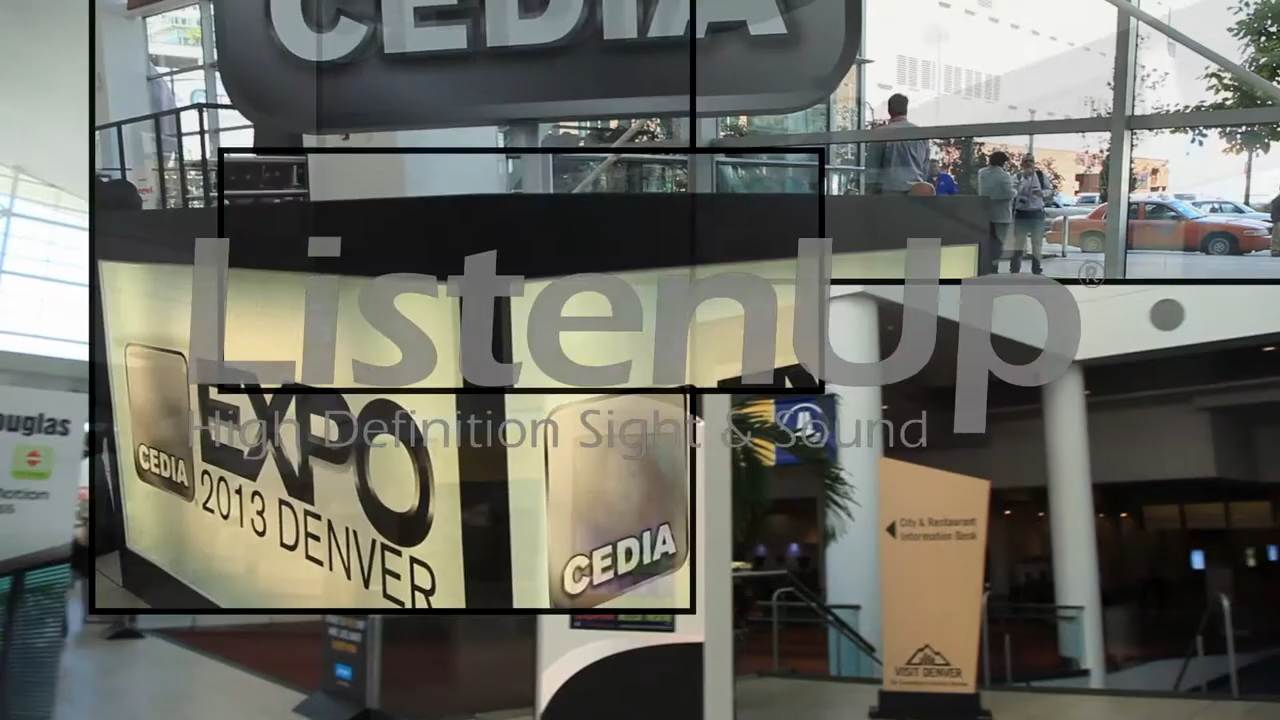 CEDIA
ListenUp®
High Definition Sight & Sound
EXPO
CEDIA
2013 DENVER
CEDIA
ouglas
City & Restaurant
Information Desk
VISIT DENVER